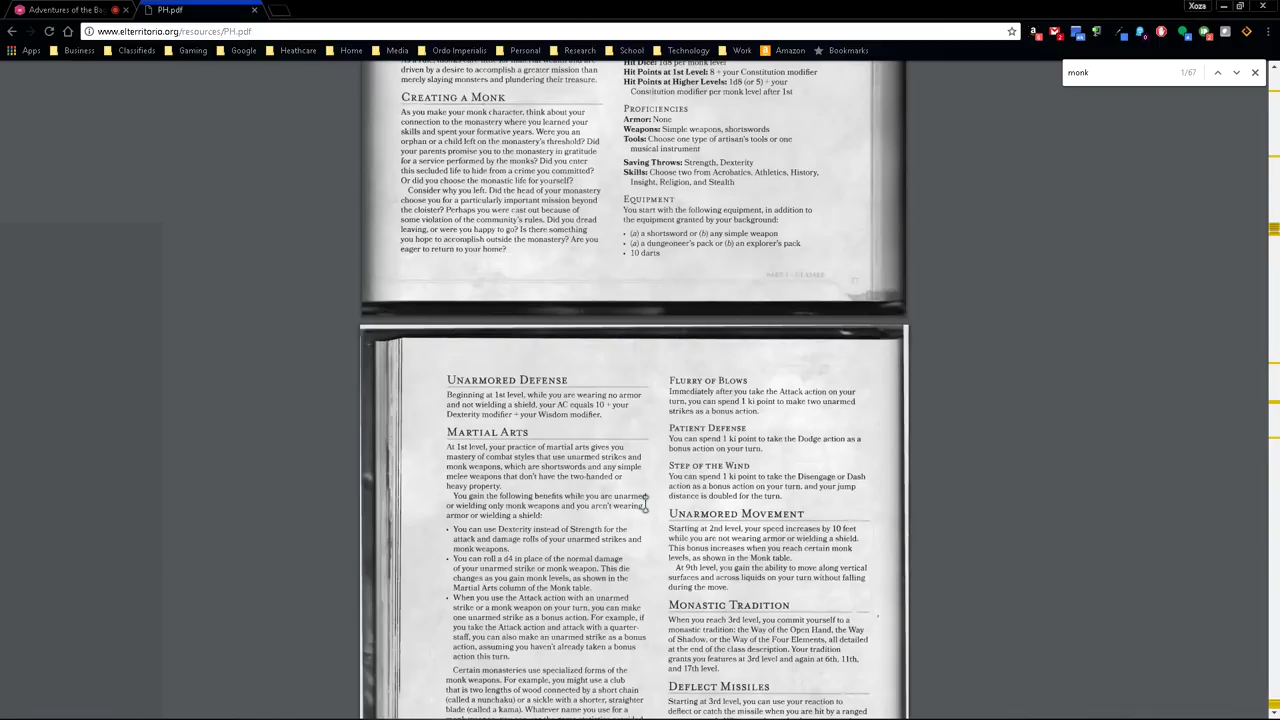 Adventures of the Ba
PH.pdf
Xoza
www.elterritorio.org/resources/PH.pdf
Apps Business Classifieds Gaming Google Heathcare Home Media Ordo Imperialis Personal Research School Technology Work Amazon Bookmarks
monk 1/67
driven by a desire to accomplish a greater mission than
merely slaying monsters and plundering their treasure.
CREATING A MONK
As you make your monk character, think about your
connection to the monastery where you learned your
skills and spent your formative years. Were you an
orphan or a child left on the monastery's threshold? Did
your parents promise you to the monastery in gratitude
for a service performed by the monks? Did you enter
this secluded life to hide from a crime you committed?
Or did you choose the monastic life for yourself?
Consider why you left. Did the head of your monastery
choose you for a particularly important mission beyond
the cloister? Perhaps you were cast out because of
some violation of the community's rules. Did you dread
leaving, or were you happy to go? Is there something
you hope to accomplish outside the monastery? Are you
eager to return to your home?
Hit Dice: 1d8 per monk level
Hit Points at 1st Level: 8 + your Constitution modifier
Hit Points at Higher Levels: 1d8 (or 5) + your
Constitution modifier per monk level after 1st
PROFICIENCIES
Armor: None
Weapons: Simple weapons, shortswords
Tools: Choose one type of artisan's tools or one
musical instrument
Saving Throws: Strength, Dexterity
Skills: Choose two from Acrobatics, Athletics, History,
Insight, Religion, and Stealth
EQUIPMENT
You start with the following equipment, in addition to
the equipment granted by your background:
• (a) a shortsword or (b) any simple weapon
• (a) a dungeoneer's pack or (b) an explorer's pack
• 10 darts
UNARMORED DEFENSE
Beginning at 1st level, while you are wearing no armor
and not wielding a shield, your AC equals 10 + your
Dexterity modifier + your Wisdom modifier.
MARTIAL ARTS
At 1st level, your practice of martial arts gives you
mastery of combat styles that use unarmed strikes and
monk weapons, which are shortswords and any simple
melee weapons that don't have the two-handed or
heavy property.
You gain the following benefits while you are unarmed
or wielding only monk weapons and you aren't wearing
armor or wielding a shield:
• You can use Dexterity instead of Strength for the
attack and damage rolls of your unarmed strikes and
monk weapons.
• You can roll a d4 in place of the normal damage
of your unarmed strike or monk weapon. This die
changes as you gain monk levels, as shown in the
Martial Arts column of the Monk table.
• When you use the Attack action with an unarmed
strike or a monk weapon on your turn, you can make
one unarmed strike as a bonus action. For example, if
you take the Attack action and attack with a quarter-
staff, you can also make an unarmed strike as a bonus
action, assuming you haven't already taken a bonus
action this turn.
Certain monasteries use specialized forms of the
monk weapons. For example, you might use a club
that is two lengths of wood connected by a short chain
(called a nunchaku) or a sickle with a shorter, straighter
blade (called a kama). Whatever name you use for a
FLURRY OF BLOWS
Immediately after you take the Attack action on your
turn, you can spend 1 ki point to make two unarmed
strikes as a bonus action.
PATIENT DEFENSE
You can spend 1 ki point to take the Dodge action as a
bonus action on your turn.
STEP OF THE WIND
You can spend 1 ki point to take the Disengage or Dash
action as a bonus action on your turn, and your jump
distance is doubled for the turn.
UNARMORED MOVEMENT
Starting at 2nd level, your speed increases by 10 feet
while you are not wearing armor or wielding a shield.
This bonus increases when you reach certain monk
levels, as shown in the Monk table.
At 9th level, you gain the ability to move along vertical
surfaces and across liquids on your turn without falling
during the move.
MONASTIC TRADITION
When you reach 3rd level, you commit yourself to a
monastic tradition: the Way of the Open Hand, the Way
of Shadow, or the Way of the Four Elements, all detailed
at the end of the class description. Your tradition
grants you features at 3rd level and again at 6th, 11th,
and 17th level.
DEFLECT MISSILES
Starting at 3rd level, you can use your reaction to
deflect or catch the missile when you are hit by a ranged